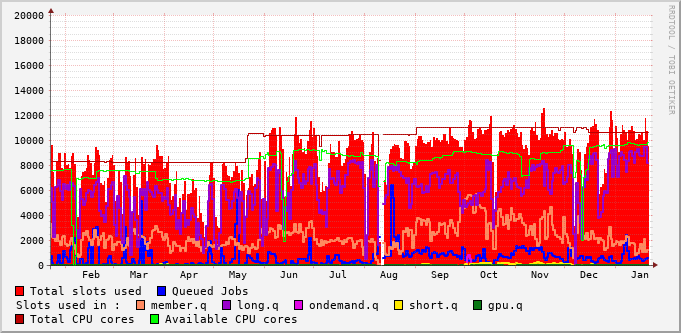 RRDTOOL / TOBI OETIKER
20000
18000
16000
14000
12000
10000
8000
6000
4000
2000
0
Feb Mar Apr May Jun Jul Aug Sep Oct Nov Dec Jan
Total slots used Queued Jobs
Slots used in : member.q long.q ondemand.q short.q gpu.q
Total CPU cores Available CPU cores